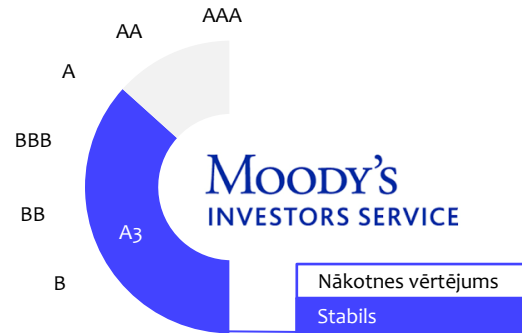 AAA
AA
A
BBB
BB
B
A3
MOODY'S
INVESTORS SERVICE
Nākotnes vērtējums
Stabils